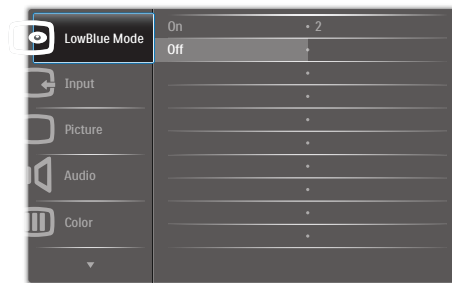 LowBlue Mode
On • 2
Off •
Input
Picture
Audio
Color